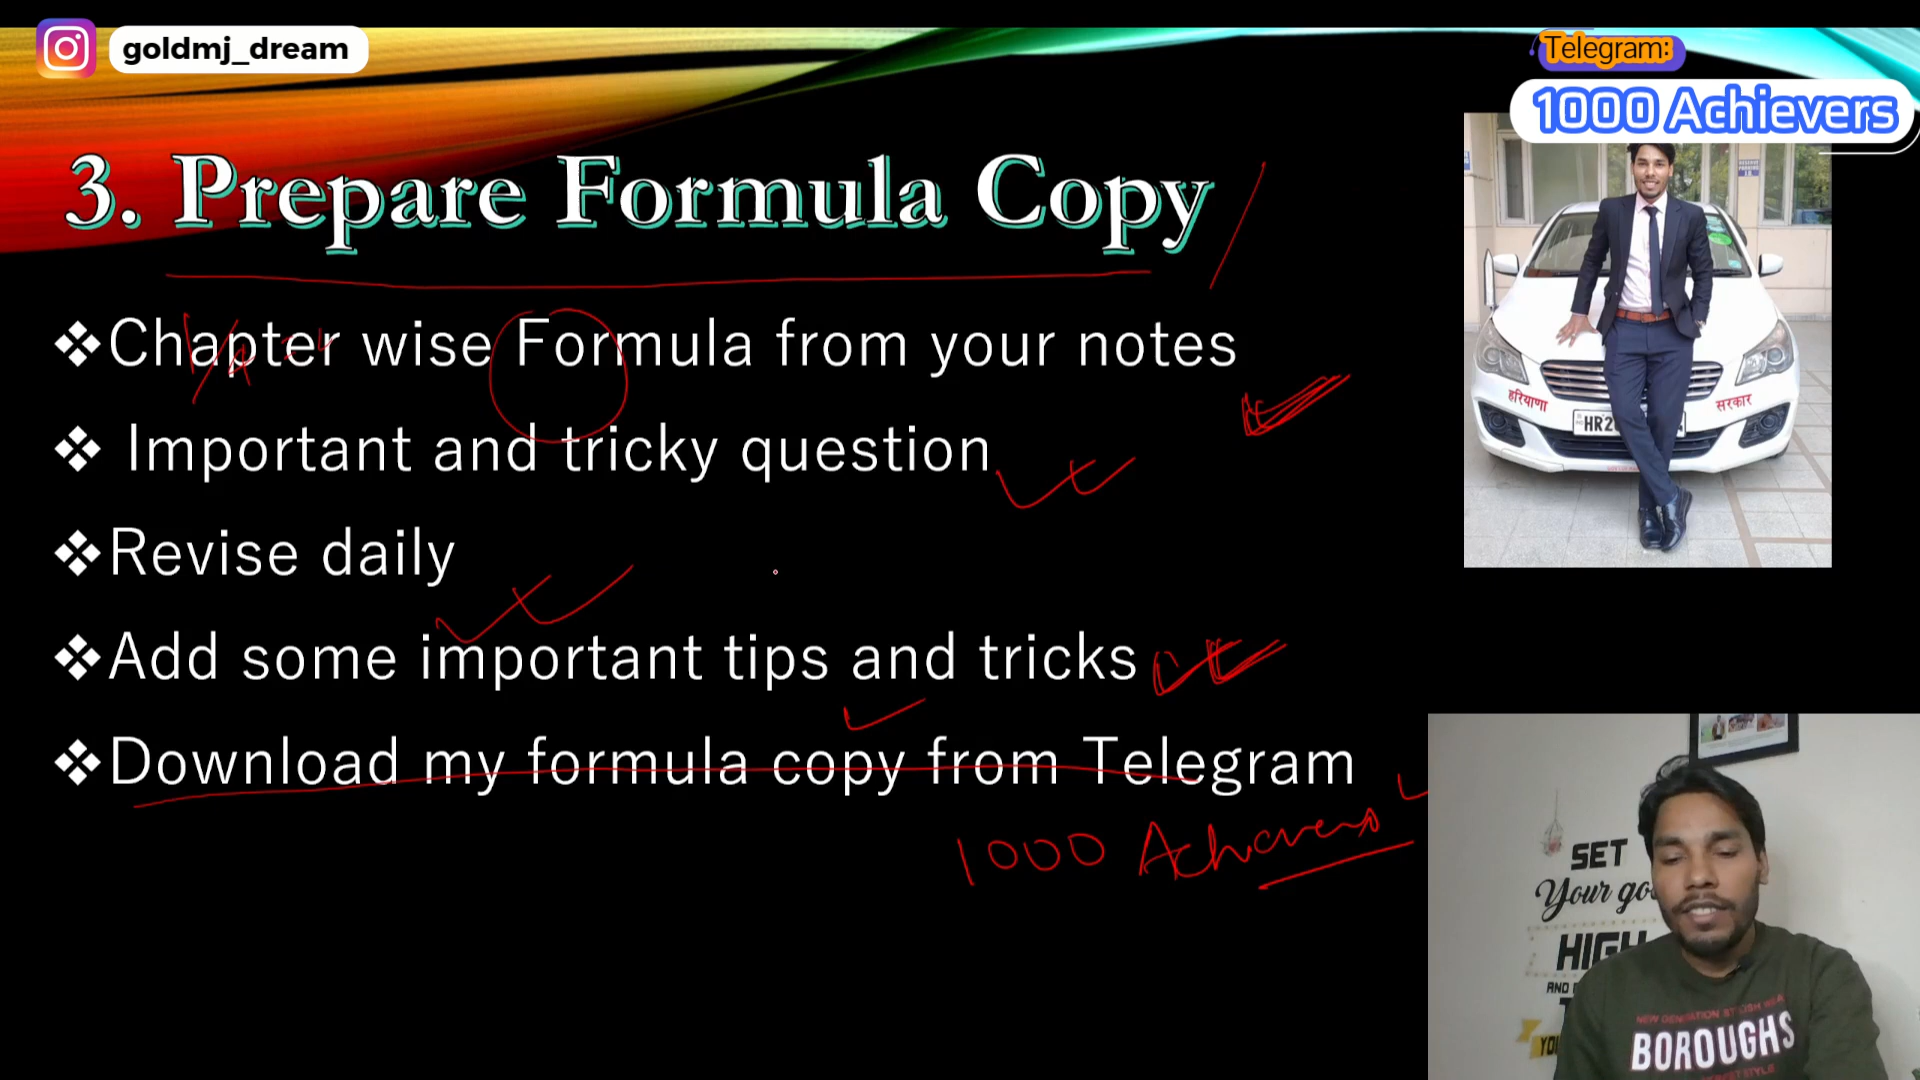 goldmj_dream
Telegram:
1000 Achievers
3. Prepare Formula Copy
❖Chapter wise Formula from your notes
❖ Important and tricky question
❖Revise daily
❖Add some important tips and tricks
❖Download my formula copy from Telegram
1000
हरियाणा
सरकार
SET
Your
HIGH
AND
BOROUGHS